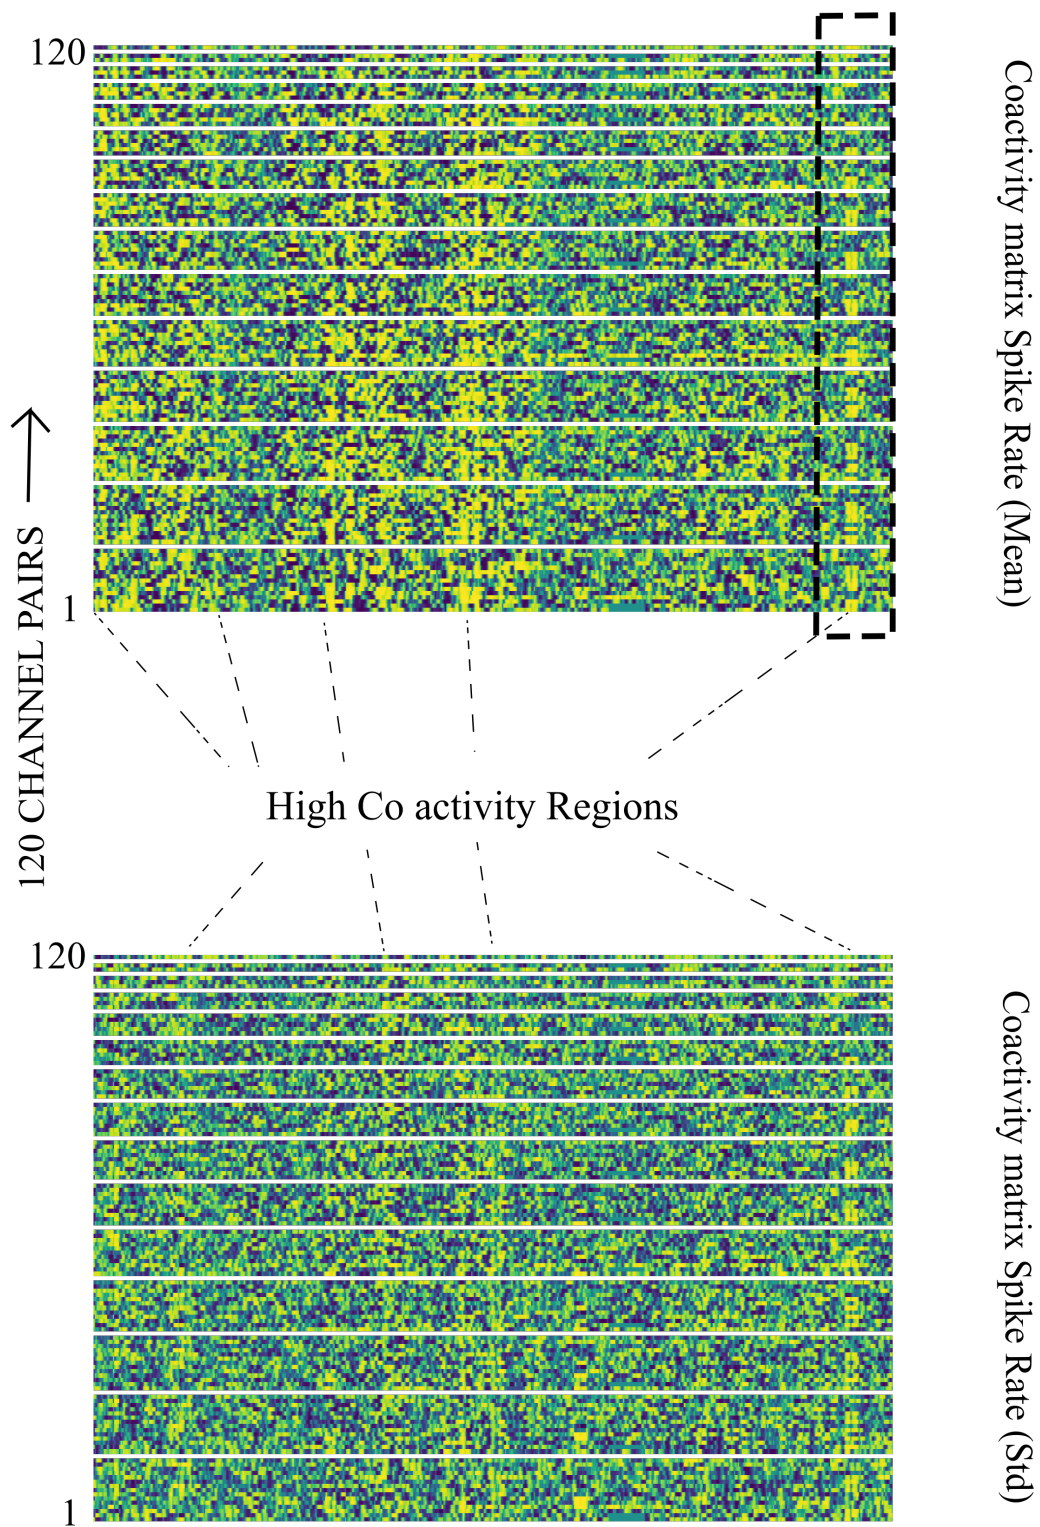 120
Coactivity matrix Spike Rate (Mean)
120 CHANNEL PAIRS
1
High Co activity Regions
120
Coactivity matrix Spike Rate (Std)
1